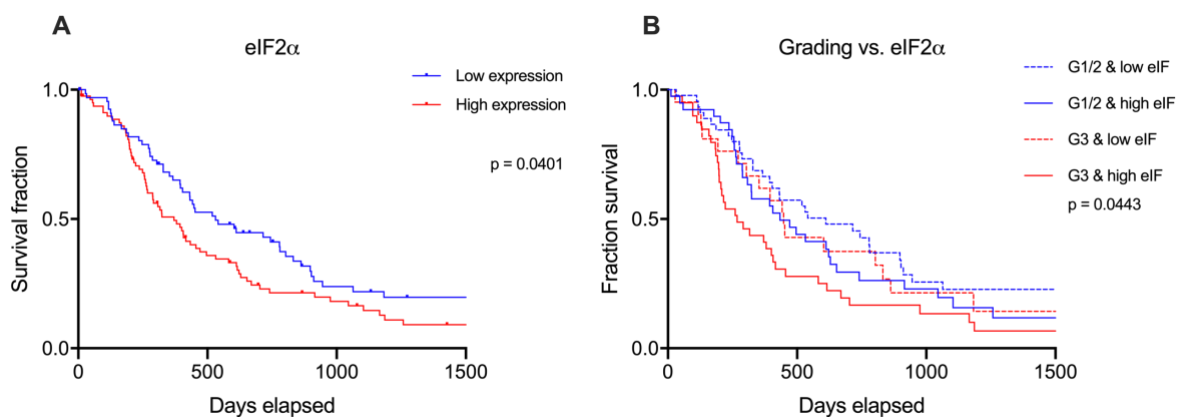 A
eIF2α
Low expression
High expression
p = 0.0401
Survival fraction
1.0
0.5
0.0
0
500
1000
1500
Days elapsed
B
Grading vs. eIF2α
G1/2 & low eIF
G1/2 & high eIF
G3 & low eIF
G3 & high eIF
p = 0.0443
Fraction survival
1.0
0.5
0.0
0
500
1000
1500
Days elapsed